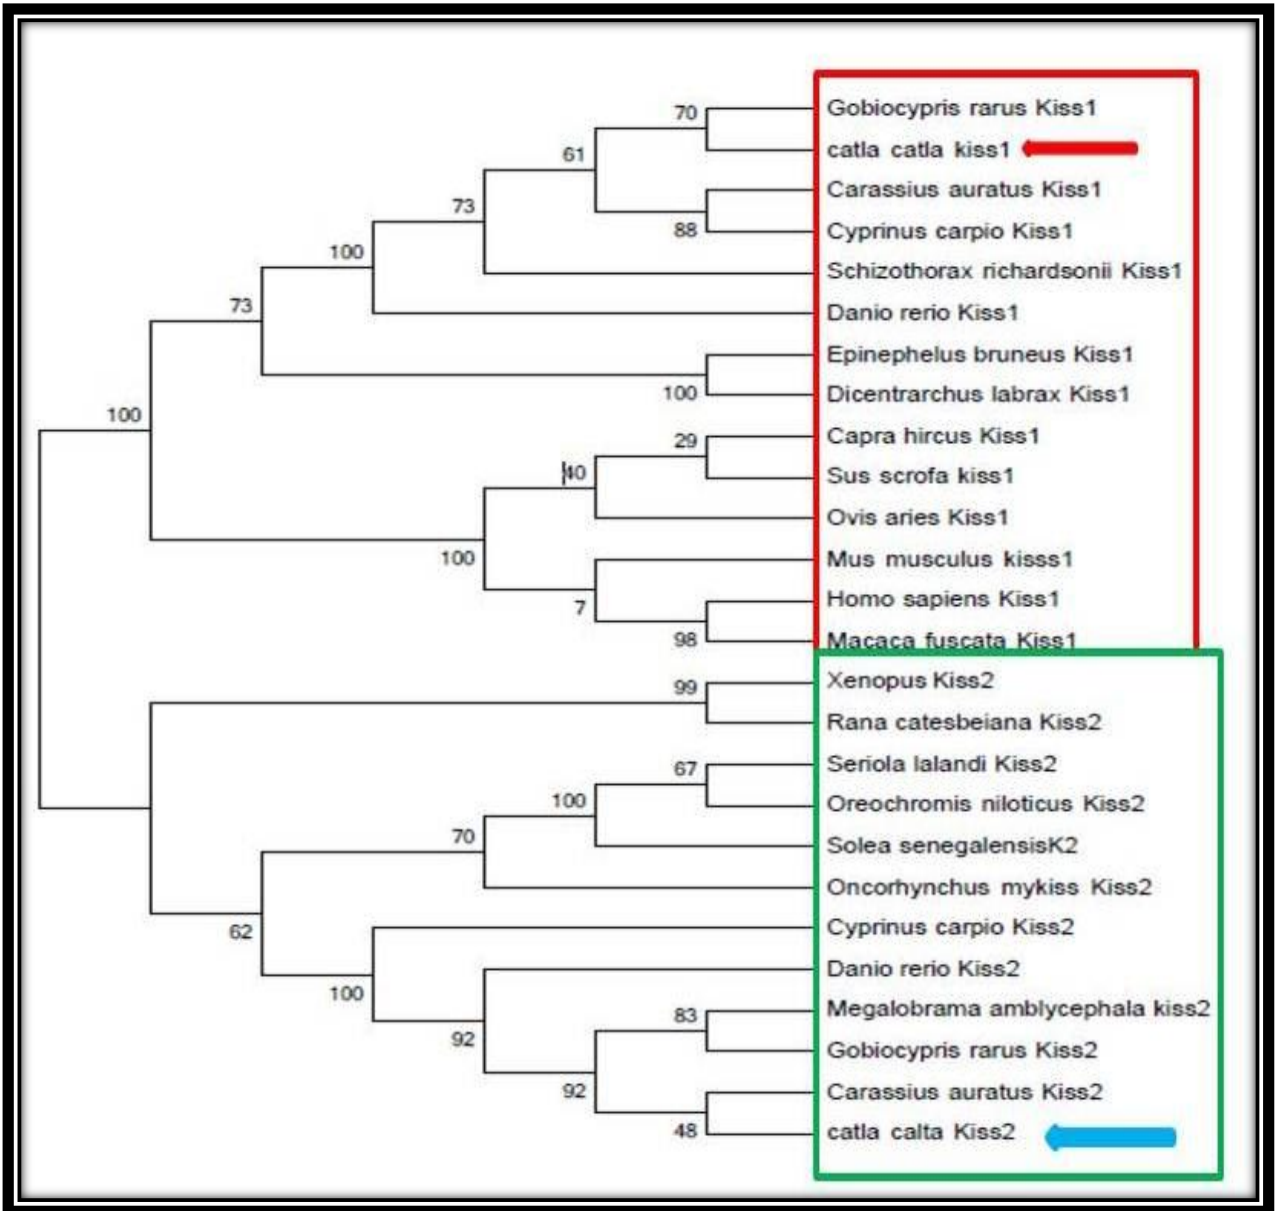 Gobiocypris rarus Kiss1
70
catla catla kiss1
61
Carassius auratus Kiss1
73
88
Cyprinus carpio Kiss1
100
Schizothorax richardsonii Kiss1
73
Danio rerio Kiss1
Epinephelus bruneus Kiss1
100
Dicentrarchus labrax Kiss1
100
Capra hircus Kiss1
29
40
Sus scrofa kiss1
Ovis aries Kiss1
100
Mus musculus kisss1
7
Homo sapiens Kiss1
98
Macaca fuscata Kiss1
99
Xenopus Kiss2
Rana catesbeiana Kiss2
67
Seriola lalandi Kiss2
100
Oreochromis niloticus Kiss2
70
Solea senegalensisK2
Oncorhynchus mykiss Kiss2
62
Cyprinus carpio Kiss2
100
Danio rerio Kiss2
83
Megalobrama amblycephala kiss2
92
Gobiocypris rarus Kiss2
92
Carassius auratus Kiss2
48
catla calta Kiss2